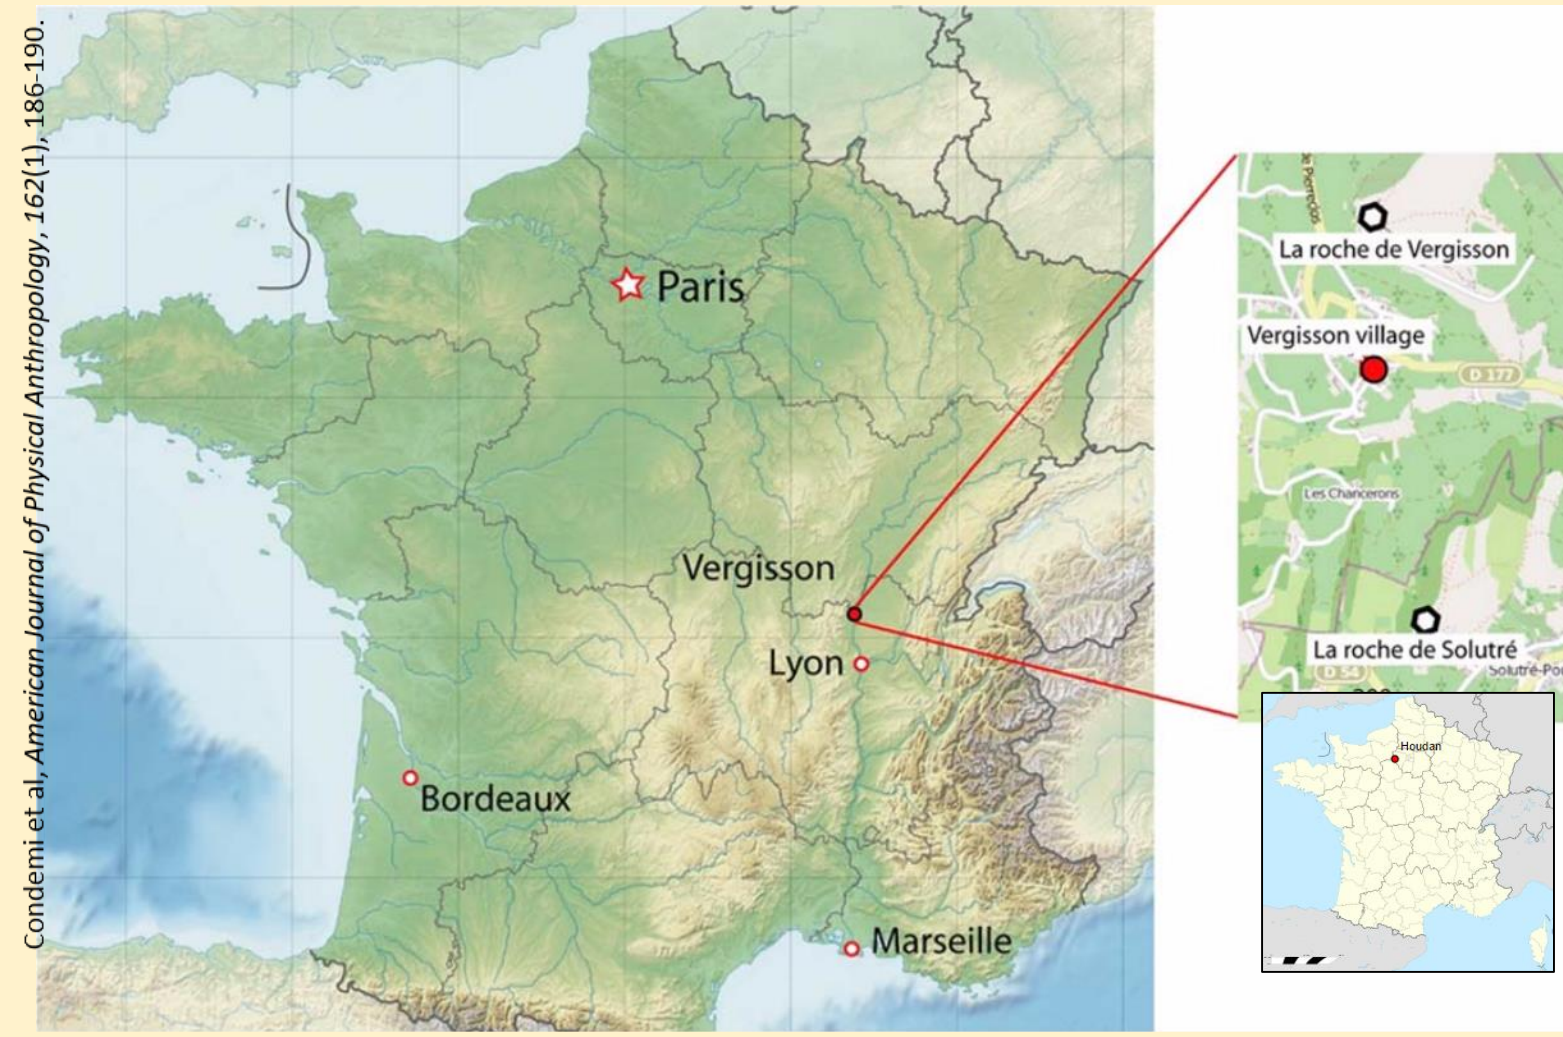 Condemi et al, American Journal of Physical Anthropology, 162(1), 186-190.
Paris
Vergisson
Lyon
Bordeaux
Marseille
La roche de Vergisson
Vergisson village
D 177
Les Chancerons
La roche de Solutré
D 54
Houdan